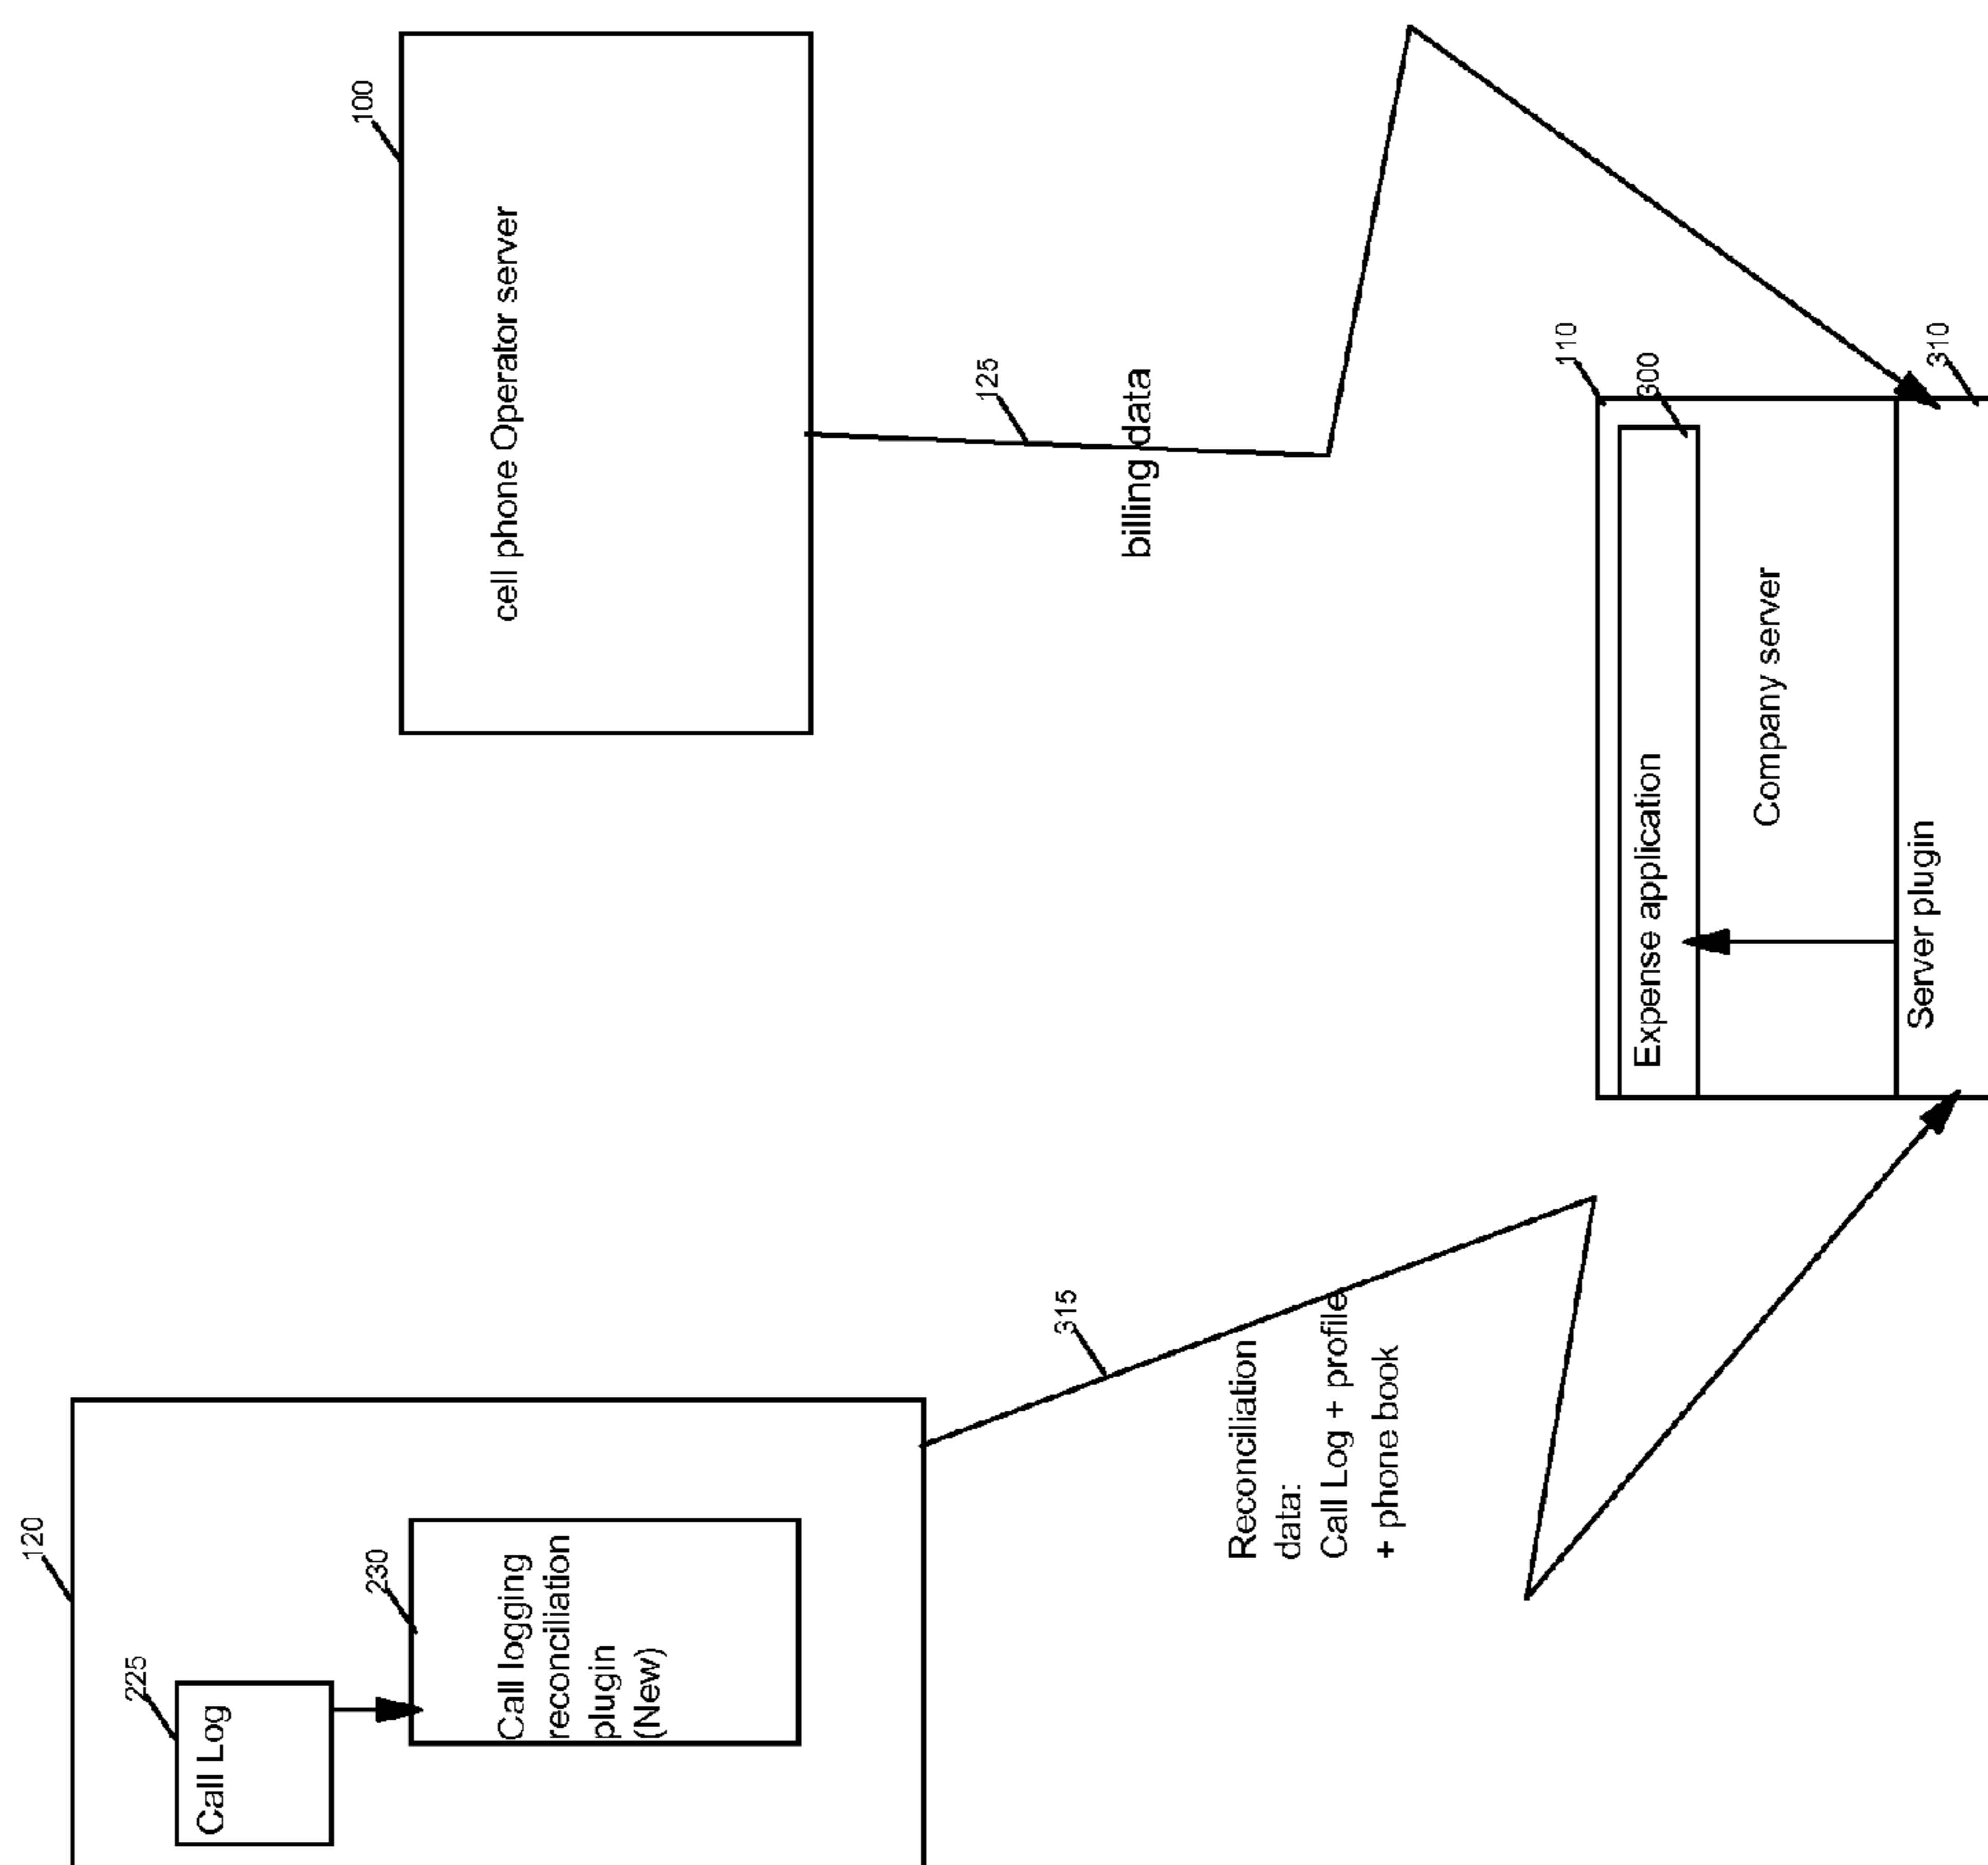 100
cell phone Operator server
125
billing data
110
300
310
Expense application
Company server
Server plugin
120
225
Call Log
230
Call logging
reconciliation
plugin
(New)
315
Reconciliation
data:
Call Log + profile
+ phone book